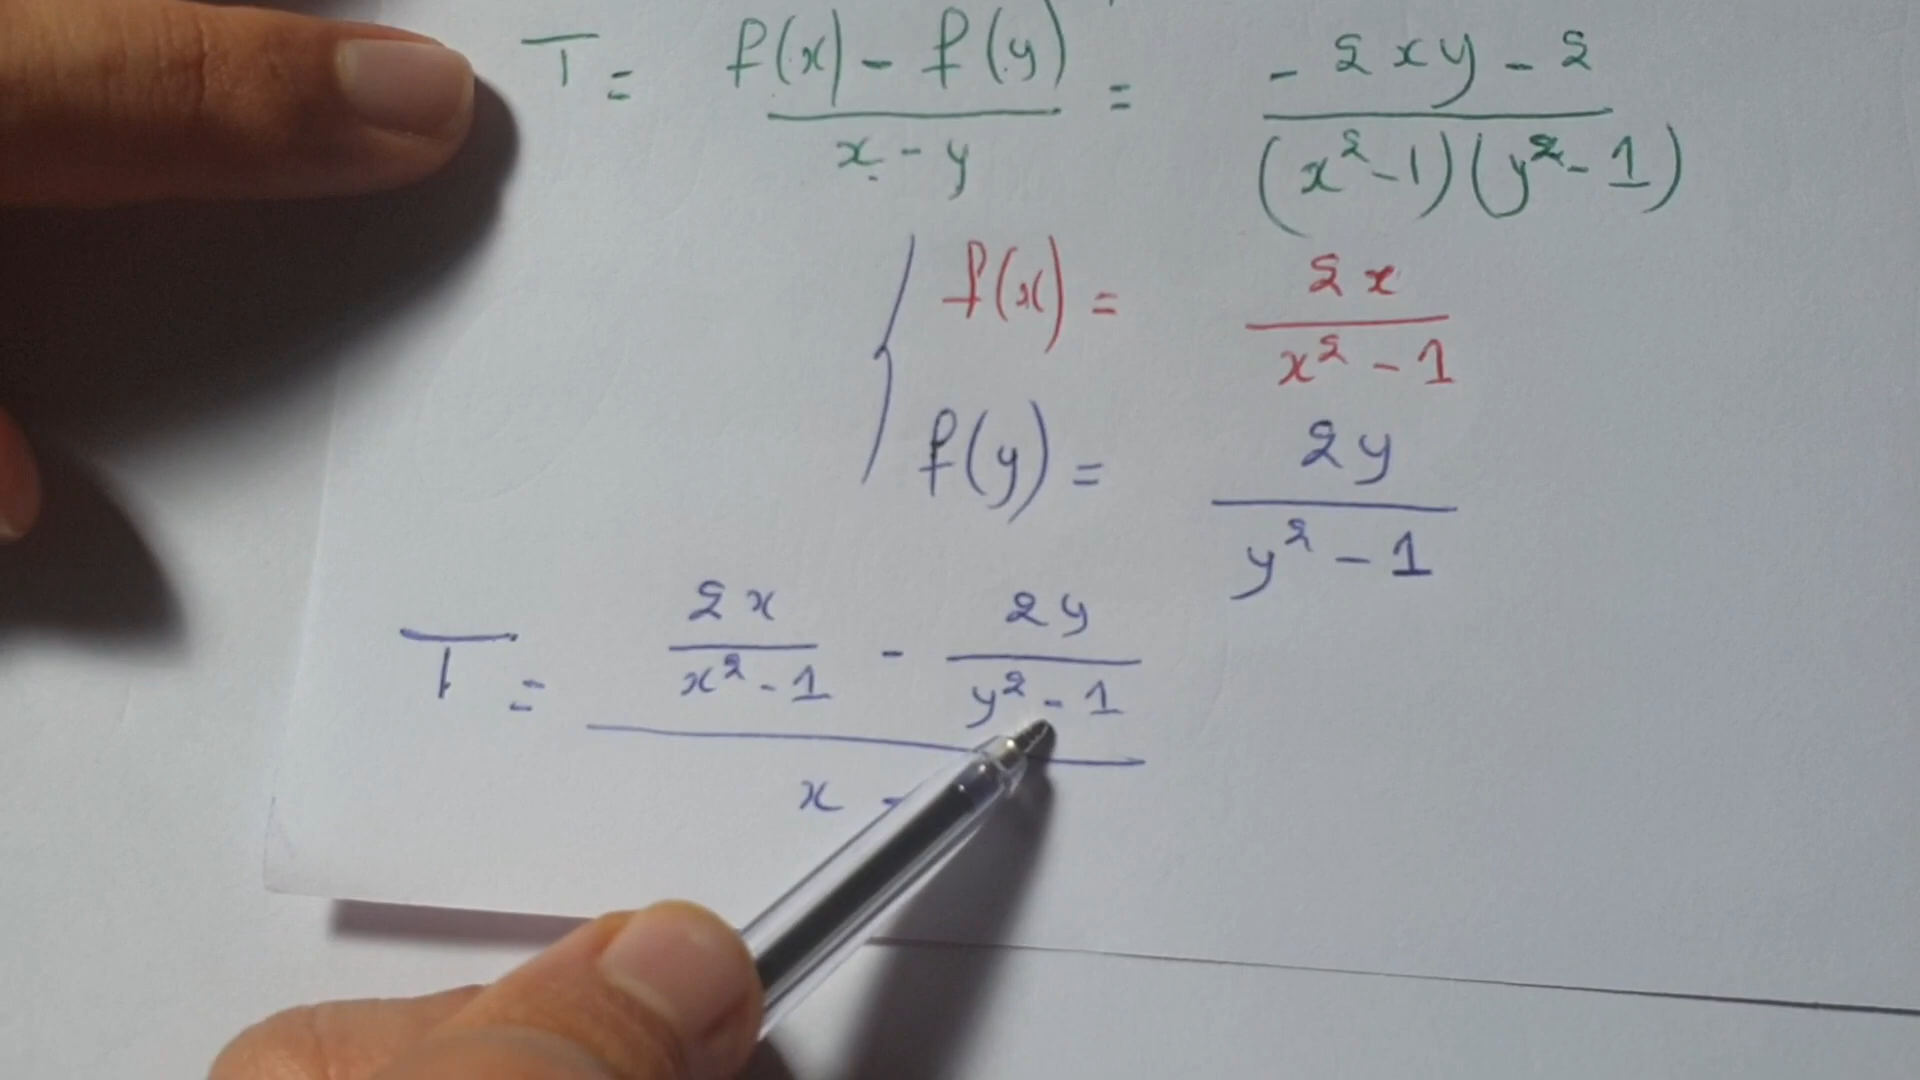 T = f(x) - f(y) / x - y = - 2xy - 2 / (x² - 1)(y² - 1)
{ f(x) = 2x / x² - 1
f(y) = 2y / y² - 1
T = 2x / x² - 1 - 2y / y² - 1
x -